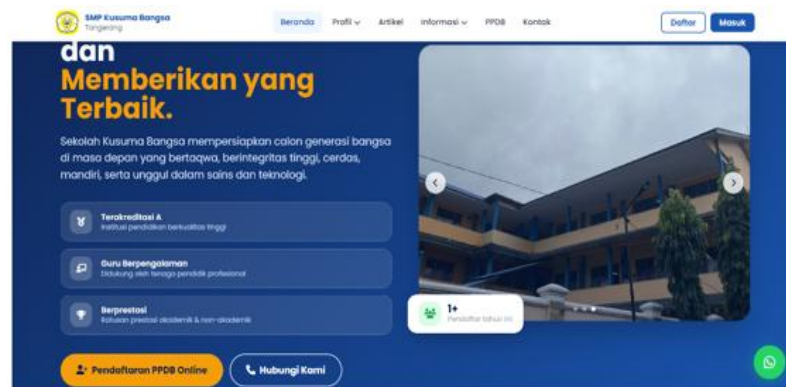 SMP Kusuma Bangsa
Tangerang
Beranda Profil Artikel Informasi PPDB Kontak
Daftar Masuk
dan
Memberikan yang
Terbaik.
Sekolah Kusuma Bangsa mempersiapkan calon generasi bangsa
di masa depan yang bertaqwa, berintegritas tinggi, cerdas,
mandiri, serta unggul dalam sains dan teknologi.
Terakreditasi A
Institusi pendidikan berkualitas tinggi
Guru Berpengalaman
Didukung oleh tenaga pendidik profesional
Berprestasi
Ratusan prestasi akademik & non-akademik
1+
Pendaftar tahun ini
Pendaftaran PPDB Online
Hubungi Kami